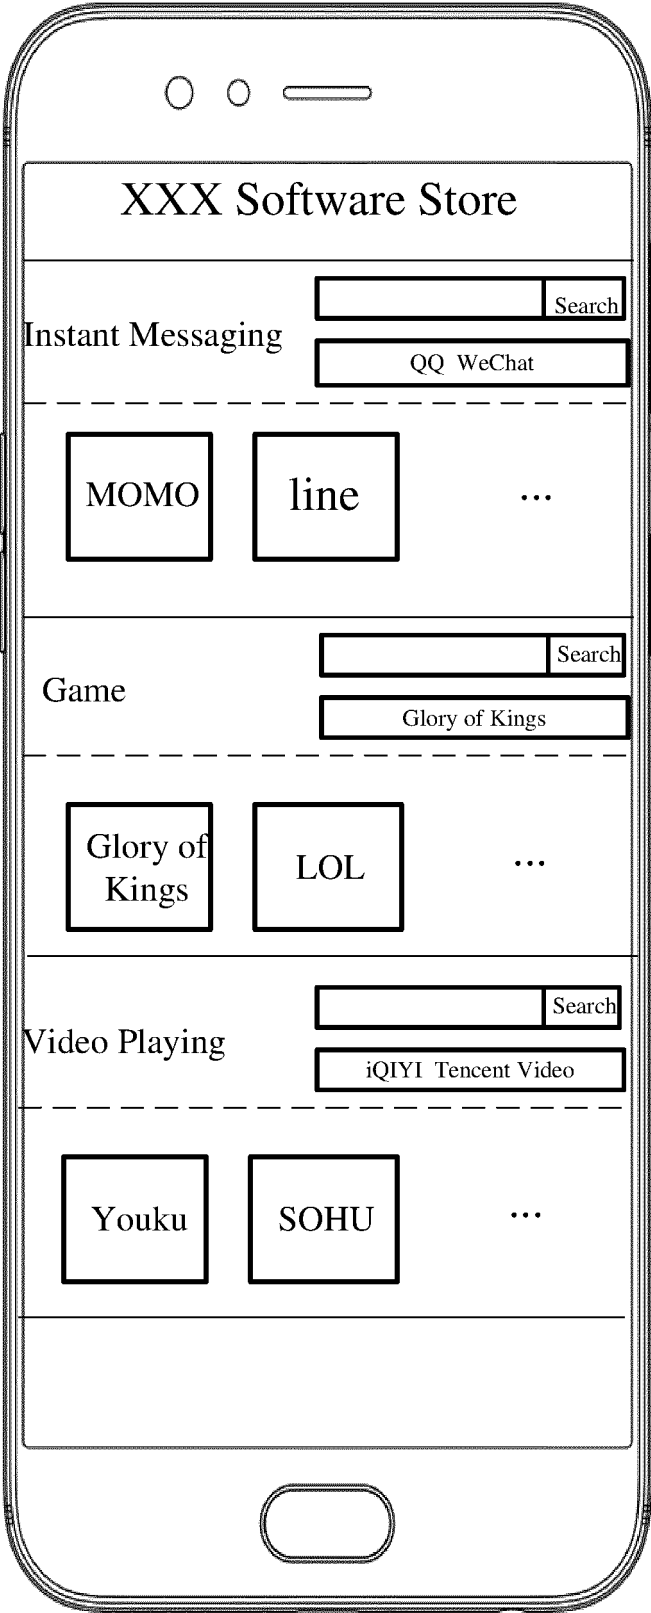 XXX Software Store
Search
Instant Messaging
QQ WeChat
MOMO
line
...
Search
Game
Glory of Kings
Glory of
Kings
LOL
...
Search
Video Playing
iQIYI Tencent Video
Youku
SOHU
...